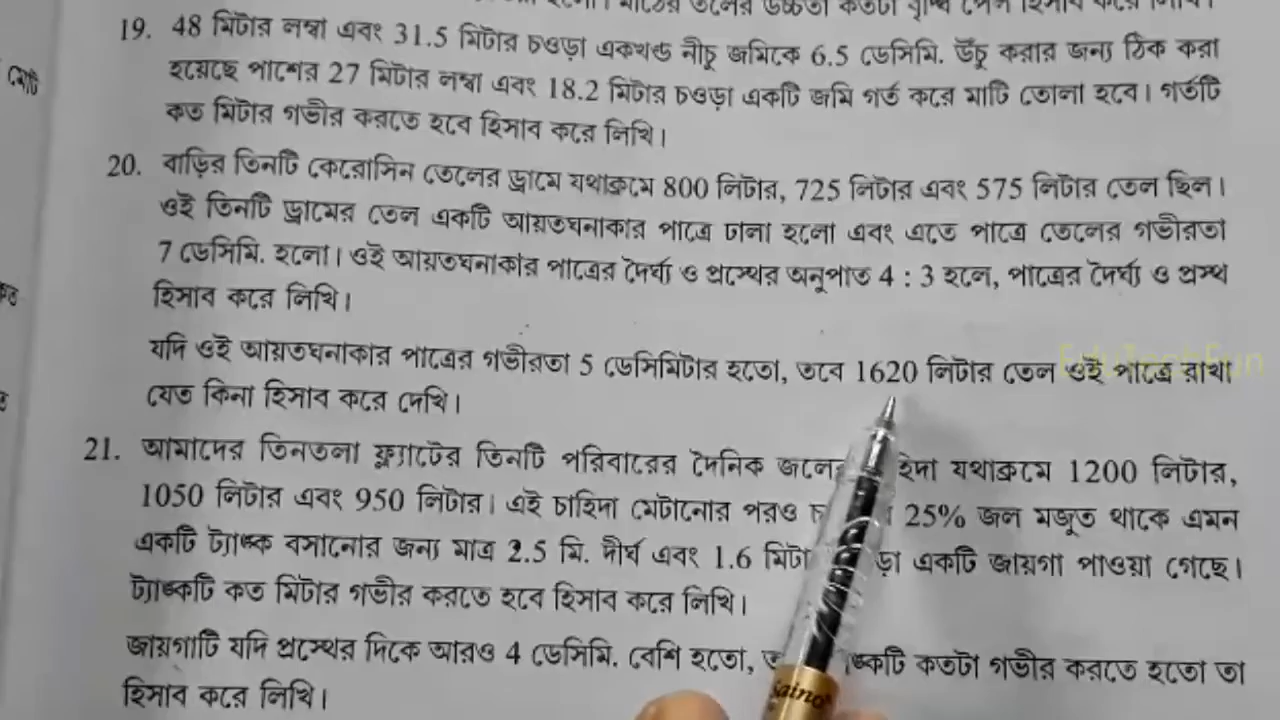 19. 48 মিটার লম্বা এবং 31.5 মিটার চওড়া একখন্ড নীচু জমিকে 6.5 ডেসিমি. উঁচু করার জন্য ঠিক করা
হয়েছে পাশের 27 মিটার লম্বা এবং 18.2 মিটার চওড়া একটি জমি গর্ত করে মাটি তোলা হবে। গর্তটি
কত মিটার গভীর করতে হবে হিসাব করে লিখি।
20. বাড়ির তিনটি কেরোসিন তেলের ড্রামে যথাক্রমে 800 লিটার, 725 লিটার এবং 575 লিটার তেল ছিল।
ওই তিনটি ড্রামের তেল একটি আয়তঘনাকার পাত্রে ঢালা হলো এবং এতে পাত্রে তেলের গভীরতা
7 ডেসিমি. হলো। ওই আয়তঘনাকার পাত্রের দৈর্ঘ্য ও প্রস্থের অনুপাত 4 : 3 হলে, পাত্রের দৈর্ঘ্য ও প্রস্থ
হিসাব করে লিখি।
যদি ওই আয়তঘনাকার পাত্রের গভীরতা 5 ডেসিমিটার হতো, তবে 1620 লিটার তেল ওই পাত্রে রাখা
যেত কিনা হিসাব করে দেখি।
21. আমাদের তিনতলা ফ্ল্যাটের তিনটি পরিবারের দৈনিক জলের যথাক্রমে 1200 লিটার,
1050 লিটার এবং 950 লিটার। এই চাহিদা মেটানোর পরও 25% জল মজুত থাকে এমন
একটি ট্যাঙ্ক বসানোর জন্য মাত্র 2.5 মি. দীর্ঘ এবং 1.6 একটি জায়গা পাওয়া গেছে।
ট্যাঙ্কটি কত মিটার গভীর করতে হবে হিসাব করে লিখি।
জায়গাটি যদি প্রস্থের দিকে আরও 4 ডেসিমি. বেশি হতো, কতটা গভীর করতে হতো তা
হিসাব করে লিখি।
EduTechFun